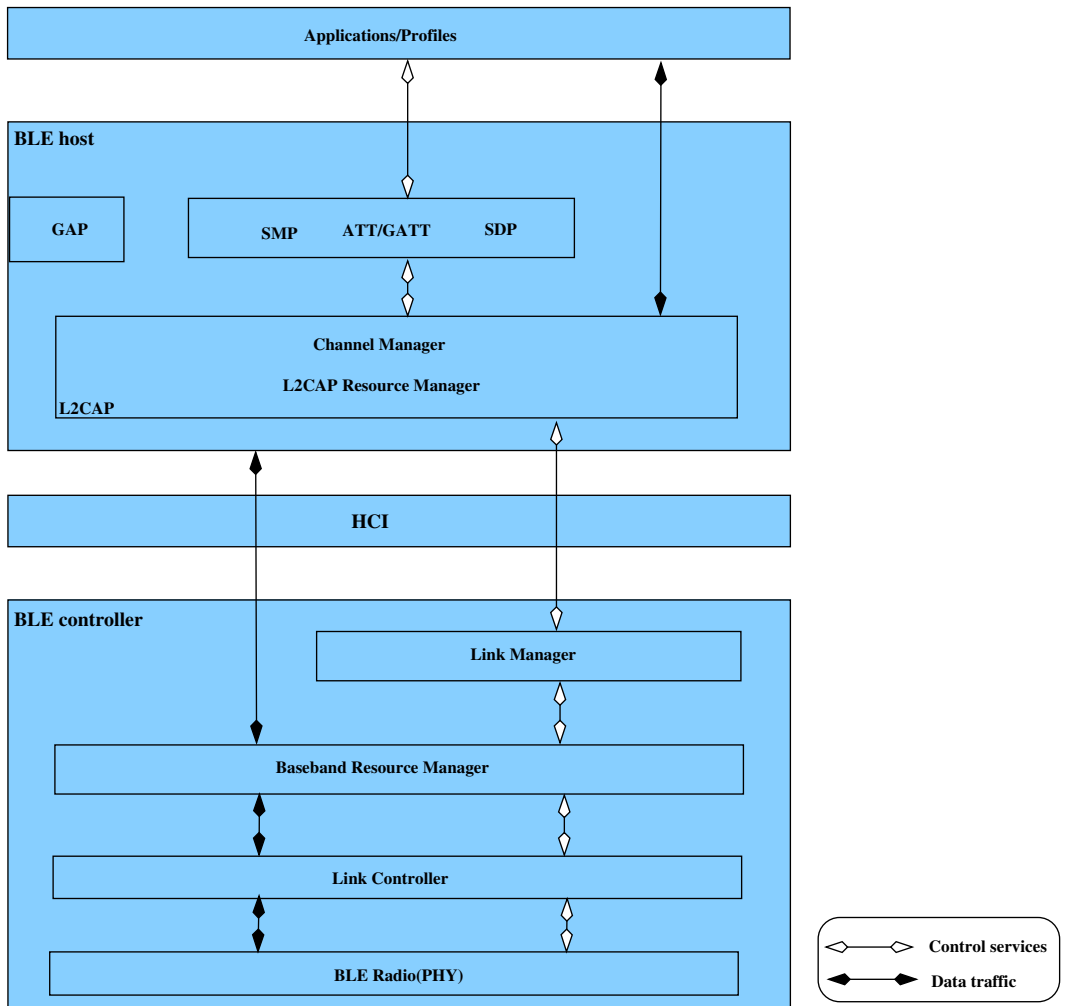 Applications/Profiles
BLE host
GAP
SMP ATT/GATT SDP
Channel Manager
L2CAP Resource Manager
L2CAP
HCI
BLE controller
Link Manager
Baseband Resource Manager
Link Controller
BLE Radio(PHY)
Control services
Data traffic